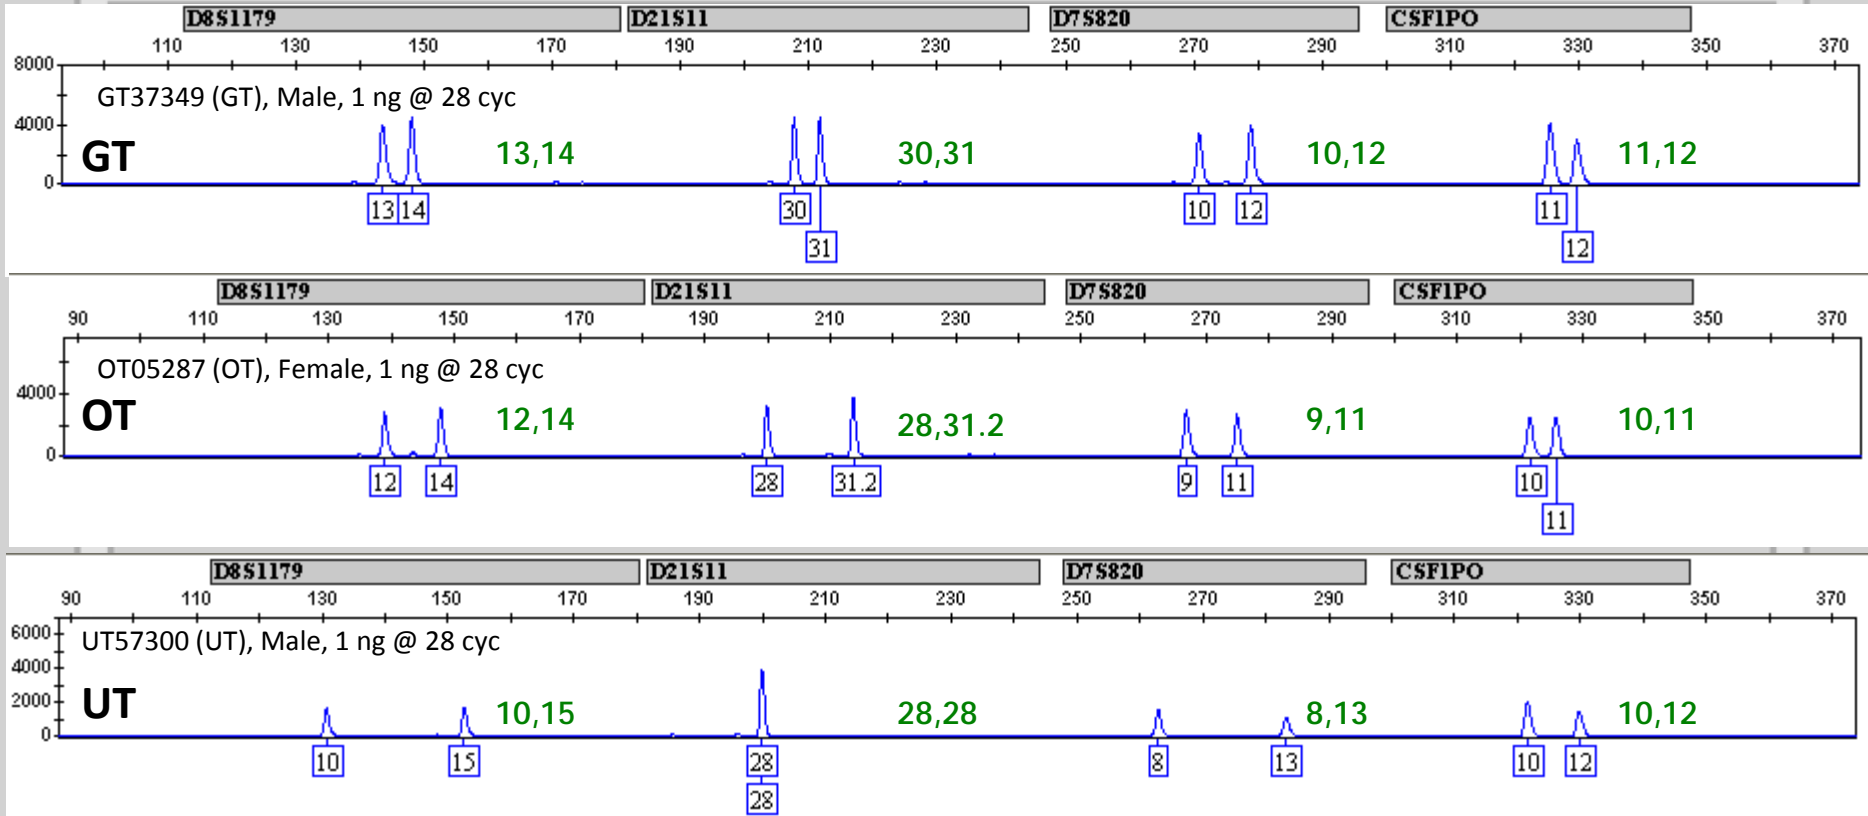 D8S1179 D21S11 D7S820 CSF1PO
110 130 150 170 190 210 230 250 270 290 310 330 350 370
8000
GT37349 (GT), Male, 1 ng @ 28 cyc
4000
GT 13,14 30,31 10,12 11,12
0
13 14 30 10 12 11
31 12
D8S1179 D21S11 D7S820 CSF1PO
90 110 130 150 170 190 210 230 250 270 290 310 330 350 370
OT05287 (OT), Female, 1 ng @ 28 cyc
4000
OT 12,14 28,31.2 9,11 10,11
0
12 14 28 31.2 9 11 10
11
D8S1179 D21S11 D7S820 CSF1PO
90 110 130 150 170 190 210 230 250 270 290 310 330 350 370
6000
UT57300 (UT), Male, 1 ng @ 28 cyc
4000
UT 10,15 28,28 8,13 10,12
2000
0
10 15 28 8 13 10 12
28